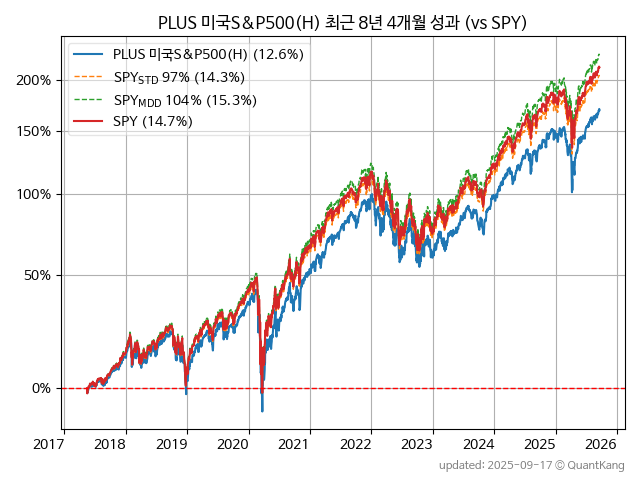 PLUS 미국S&P500(H) 최근 8년 4개월 성과 (vs SPY)
PLUS 미국S&P500(H) (12.6%)
SPY_STD 97% (14.3%)
SPY_MDD 104% (15.3%)
SPY (14.7%)
200%
150%
100%
50%
0%
2017 2018 2019 2020 2021 2022 2023 2024 2025 2026
updated: 2025-09-17 © QuantKang